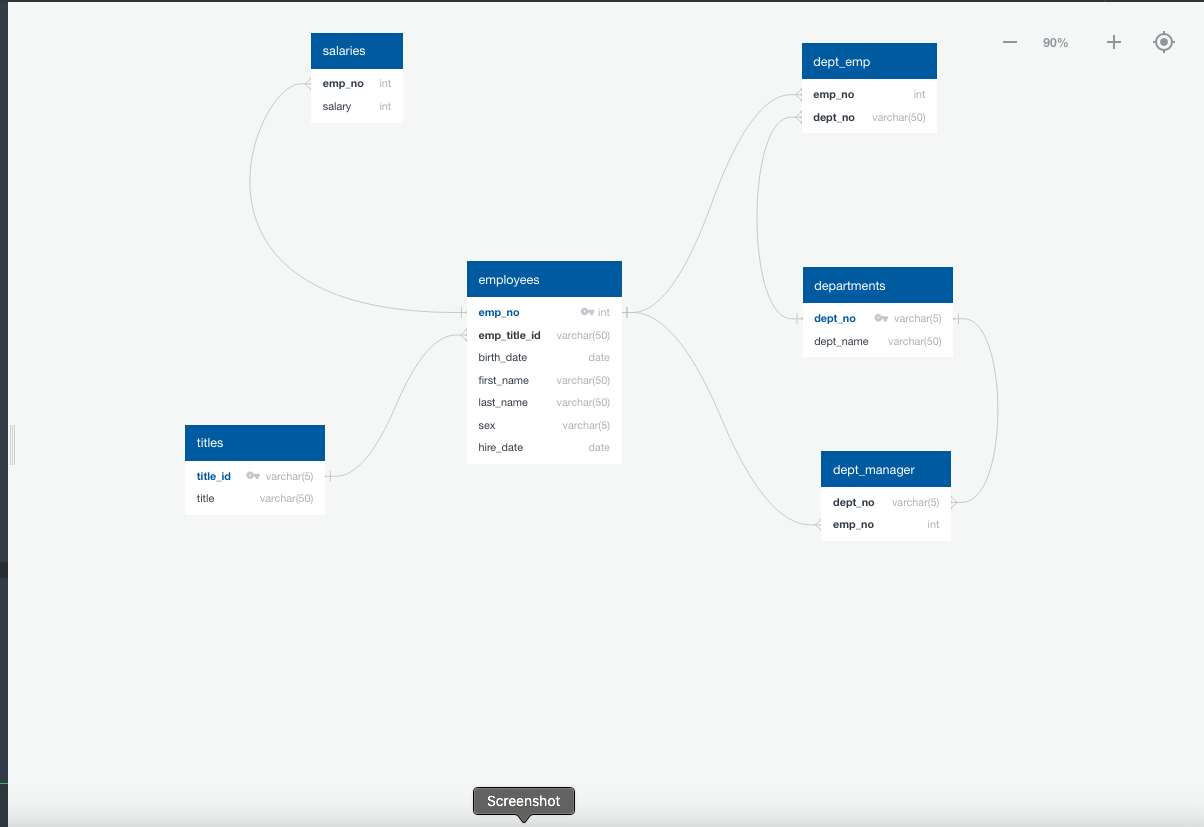 90%
salaries
emp_no int
salary int
dept_emp
emp_no int
dept_no varchar(50)
employees
emp_no int
emp_title_id varchar(50)
birth_date date
first_name varchar(50)
last_name varchar(50)
sex varchar(5)
hire_date date
departments
dept_no varchar(5)
dept_name varchar(50)
titles
title_id varchar(5)
title varchar(50)
dept_manager
dept_no varchar(5)
emp_no int
Screenshot